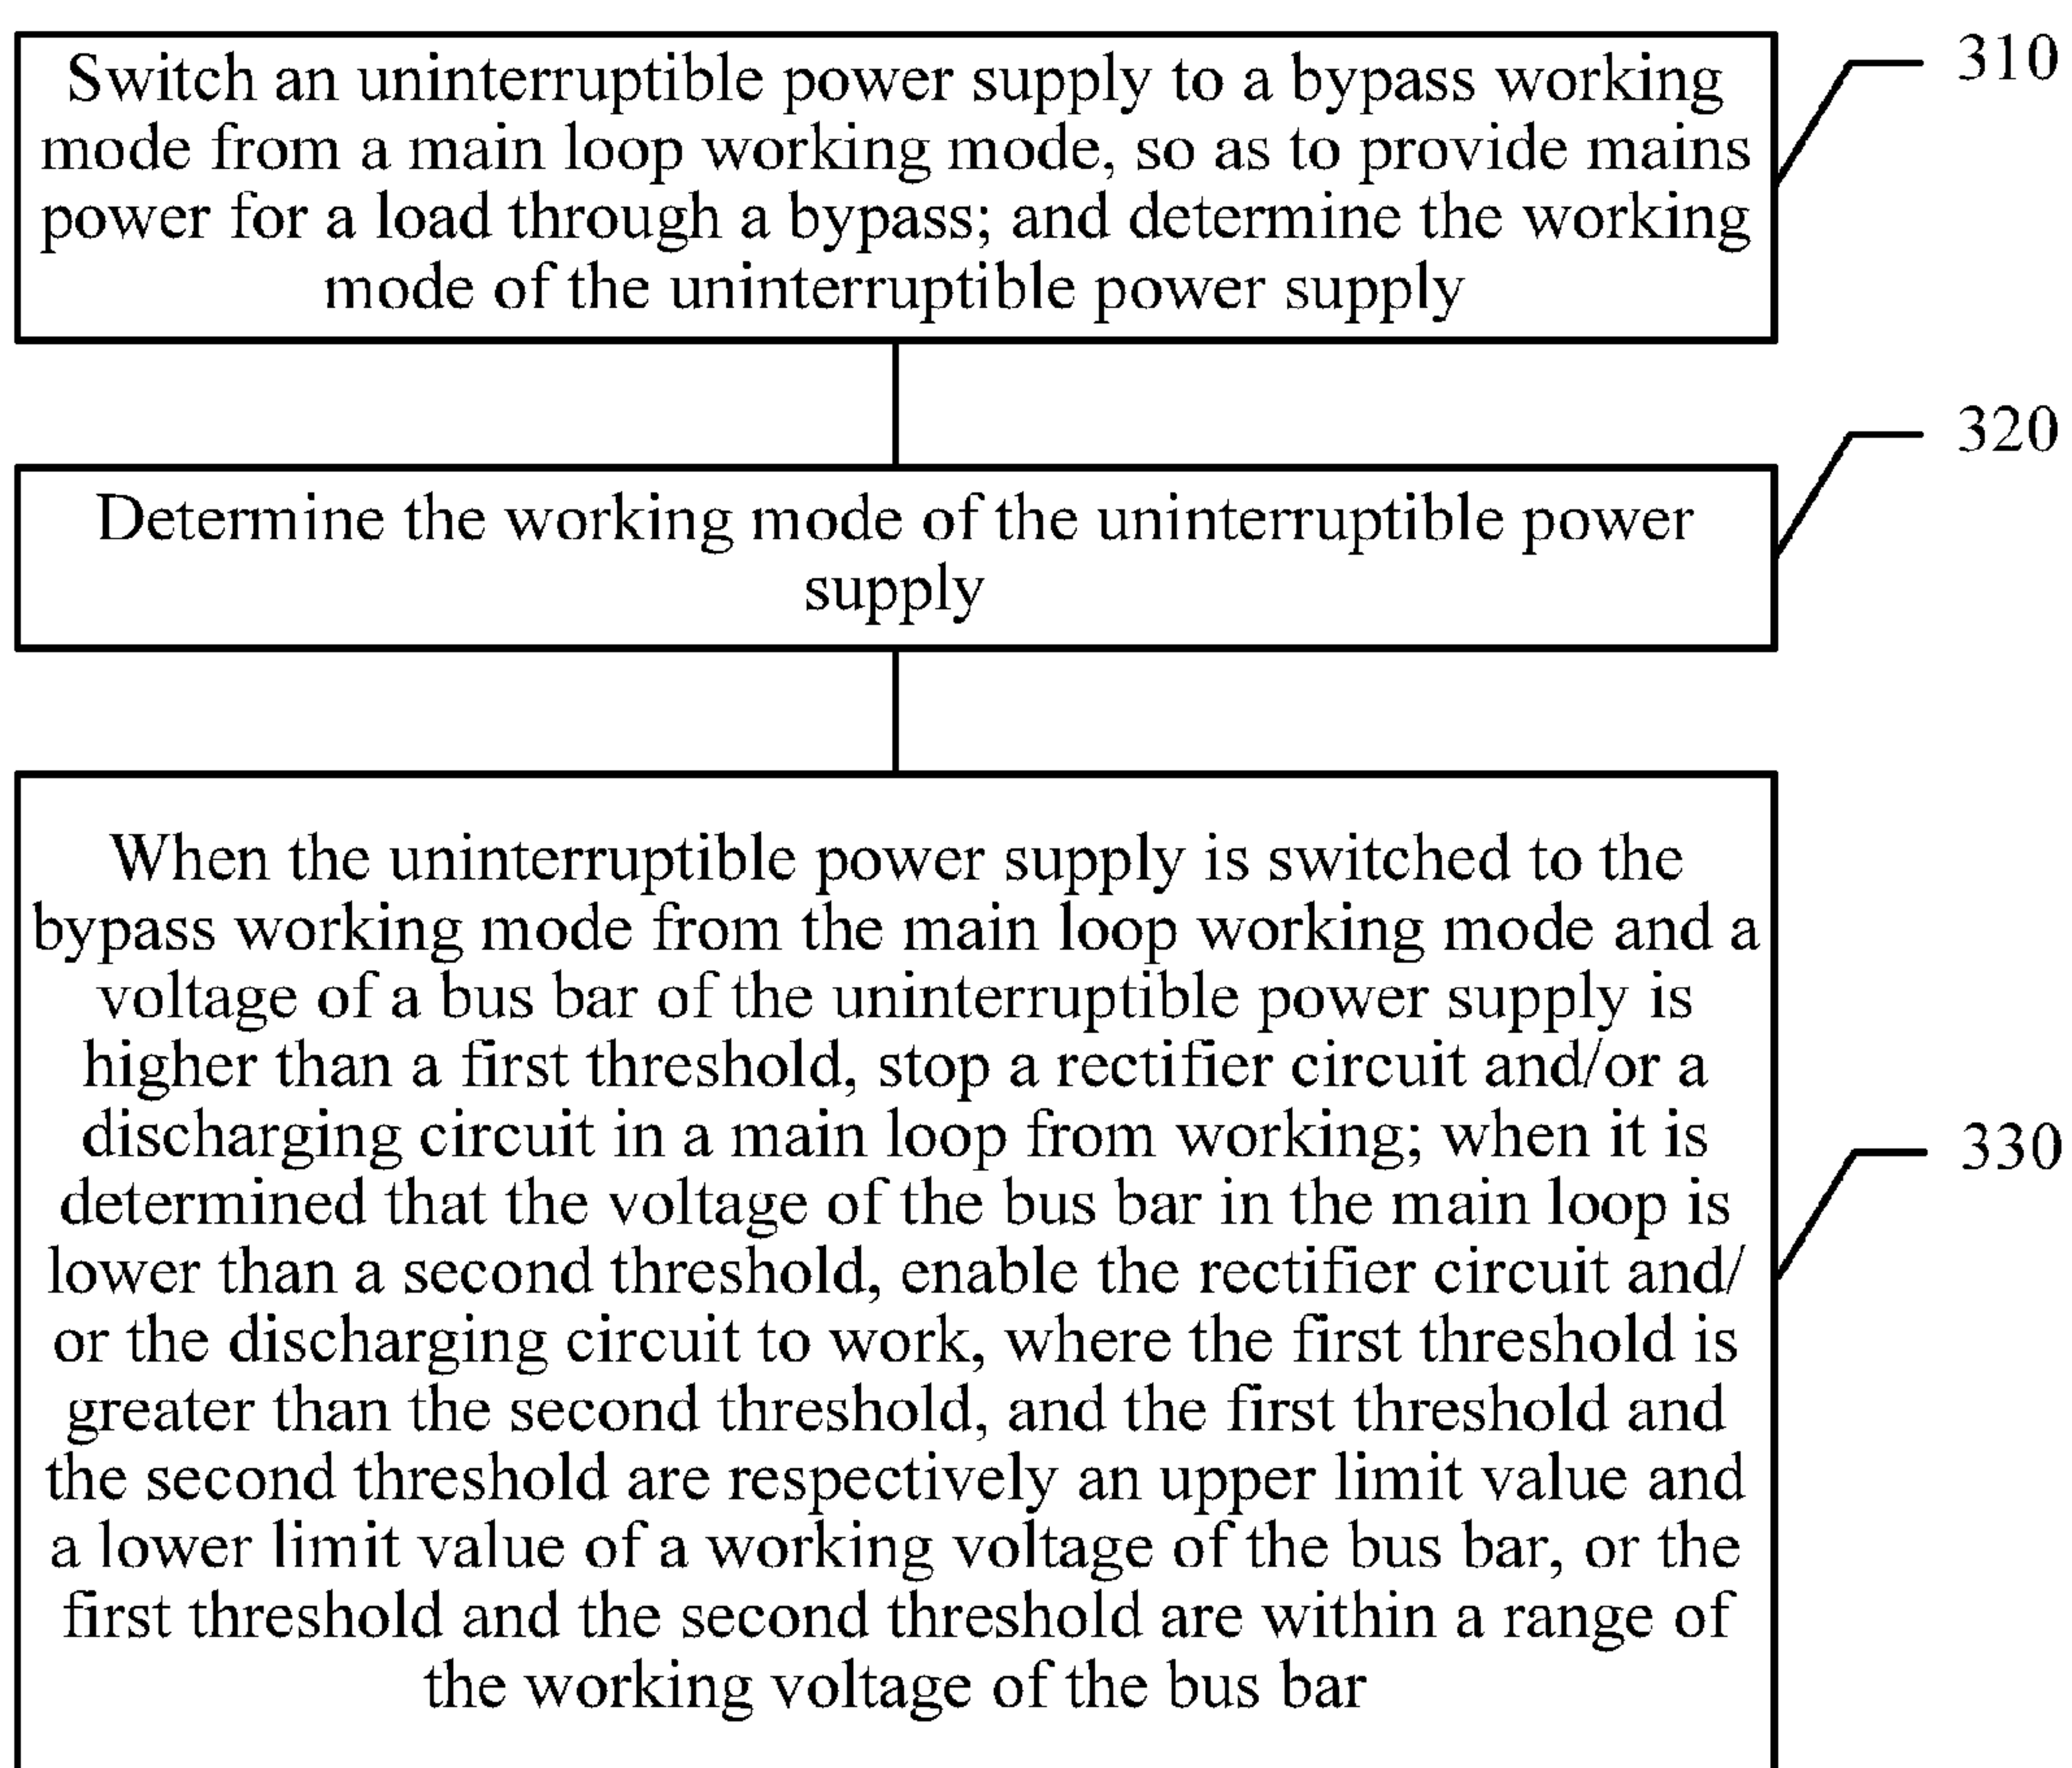 Switch an uninterruptible power supply to a bypass working
mode from a main loop working mode, so as to provide mains
power for a load through a bypass; and determine the working
mode of the uninterruptible power supply
310
Determine the working mode of the uninterruptible power
supply
320
When the uninterruptible power supply is switched to the
bypass working mode from the main loop working mode and a
voltage of a bus bar of the uninterruptible power supply is
higher than a first threshold, stop a rectifier circuit and/or a
discharging circuit in a main loop from working; when it is
determined that the voltage of the bus bar in the main loop is
lower than a second threshold, enable the rectifier circuit and/
or the discharging circuit to work, where the first threshold is
greater than the second threshold, and the first threshold and
the second threshold are respectively an upper limit value and
a lower limit value of a working voltage of the bus bar, or the
first threshold and the second threshold are within a range of
the working voltage of the bus bar
330